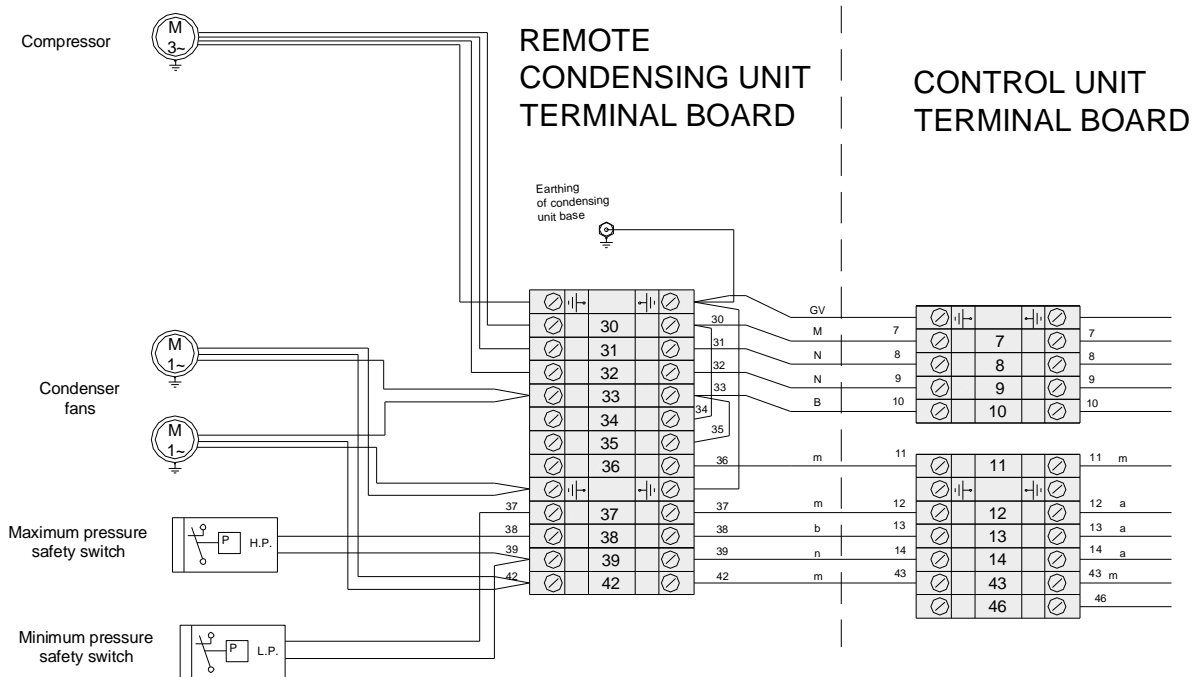 Compressor
M
3~
REMOTE
CONDENSING UNIT
TERMINAL BOARD
CONTROL UNIT
TERMINAL BOARD
Earthing
of condensing
unit base
GV
30 30 M 7 7 7
31 31 N 8 8 8
32 32 N 9 9 9
33 33 B 10 10 10
34 34
35 35
36 36 m 11 11 11 m
37 37 37 m 12 12 12 a
38 38 38 b 13 13 13 a
39 39 39 n 14 14 14 a
42 42 42 m 43 43 43 m
46 46
M
1~
Condenser
fans
M
1~
Maximum pressure
safety switch
P H.P.
Minimum pressure
safety switch
P L.P.